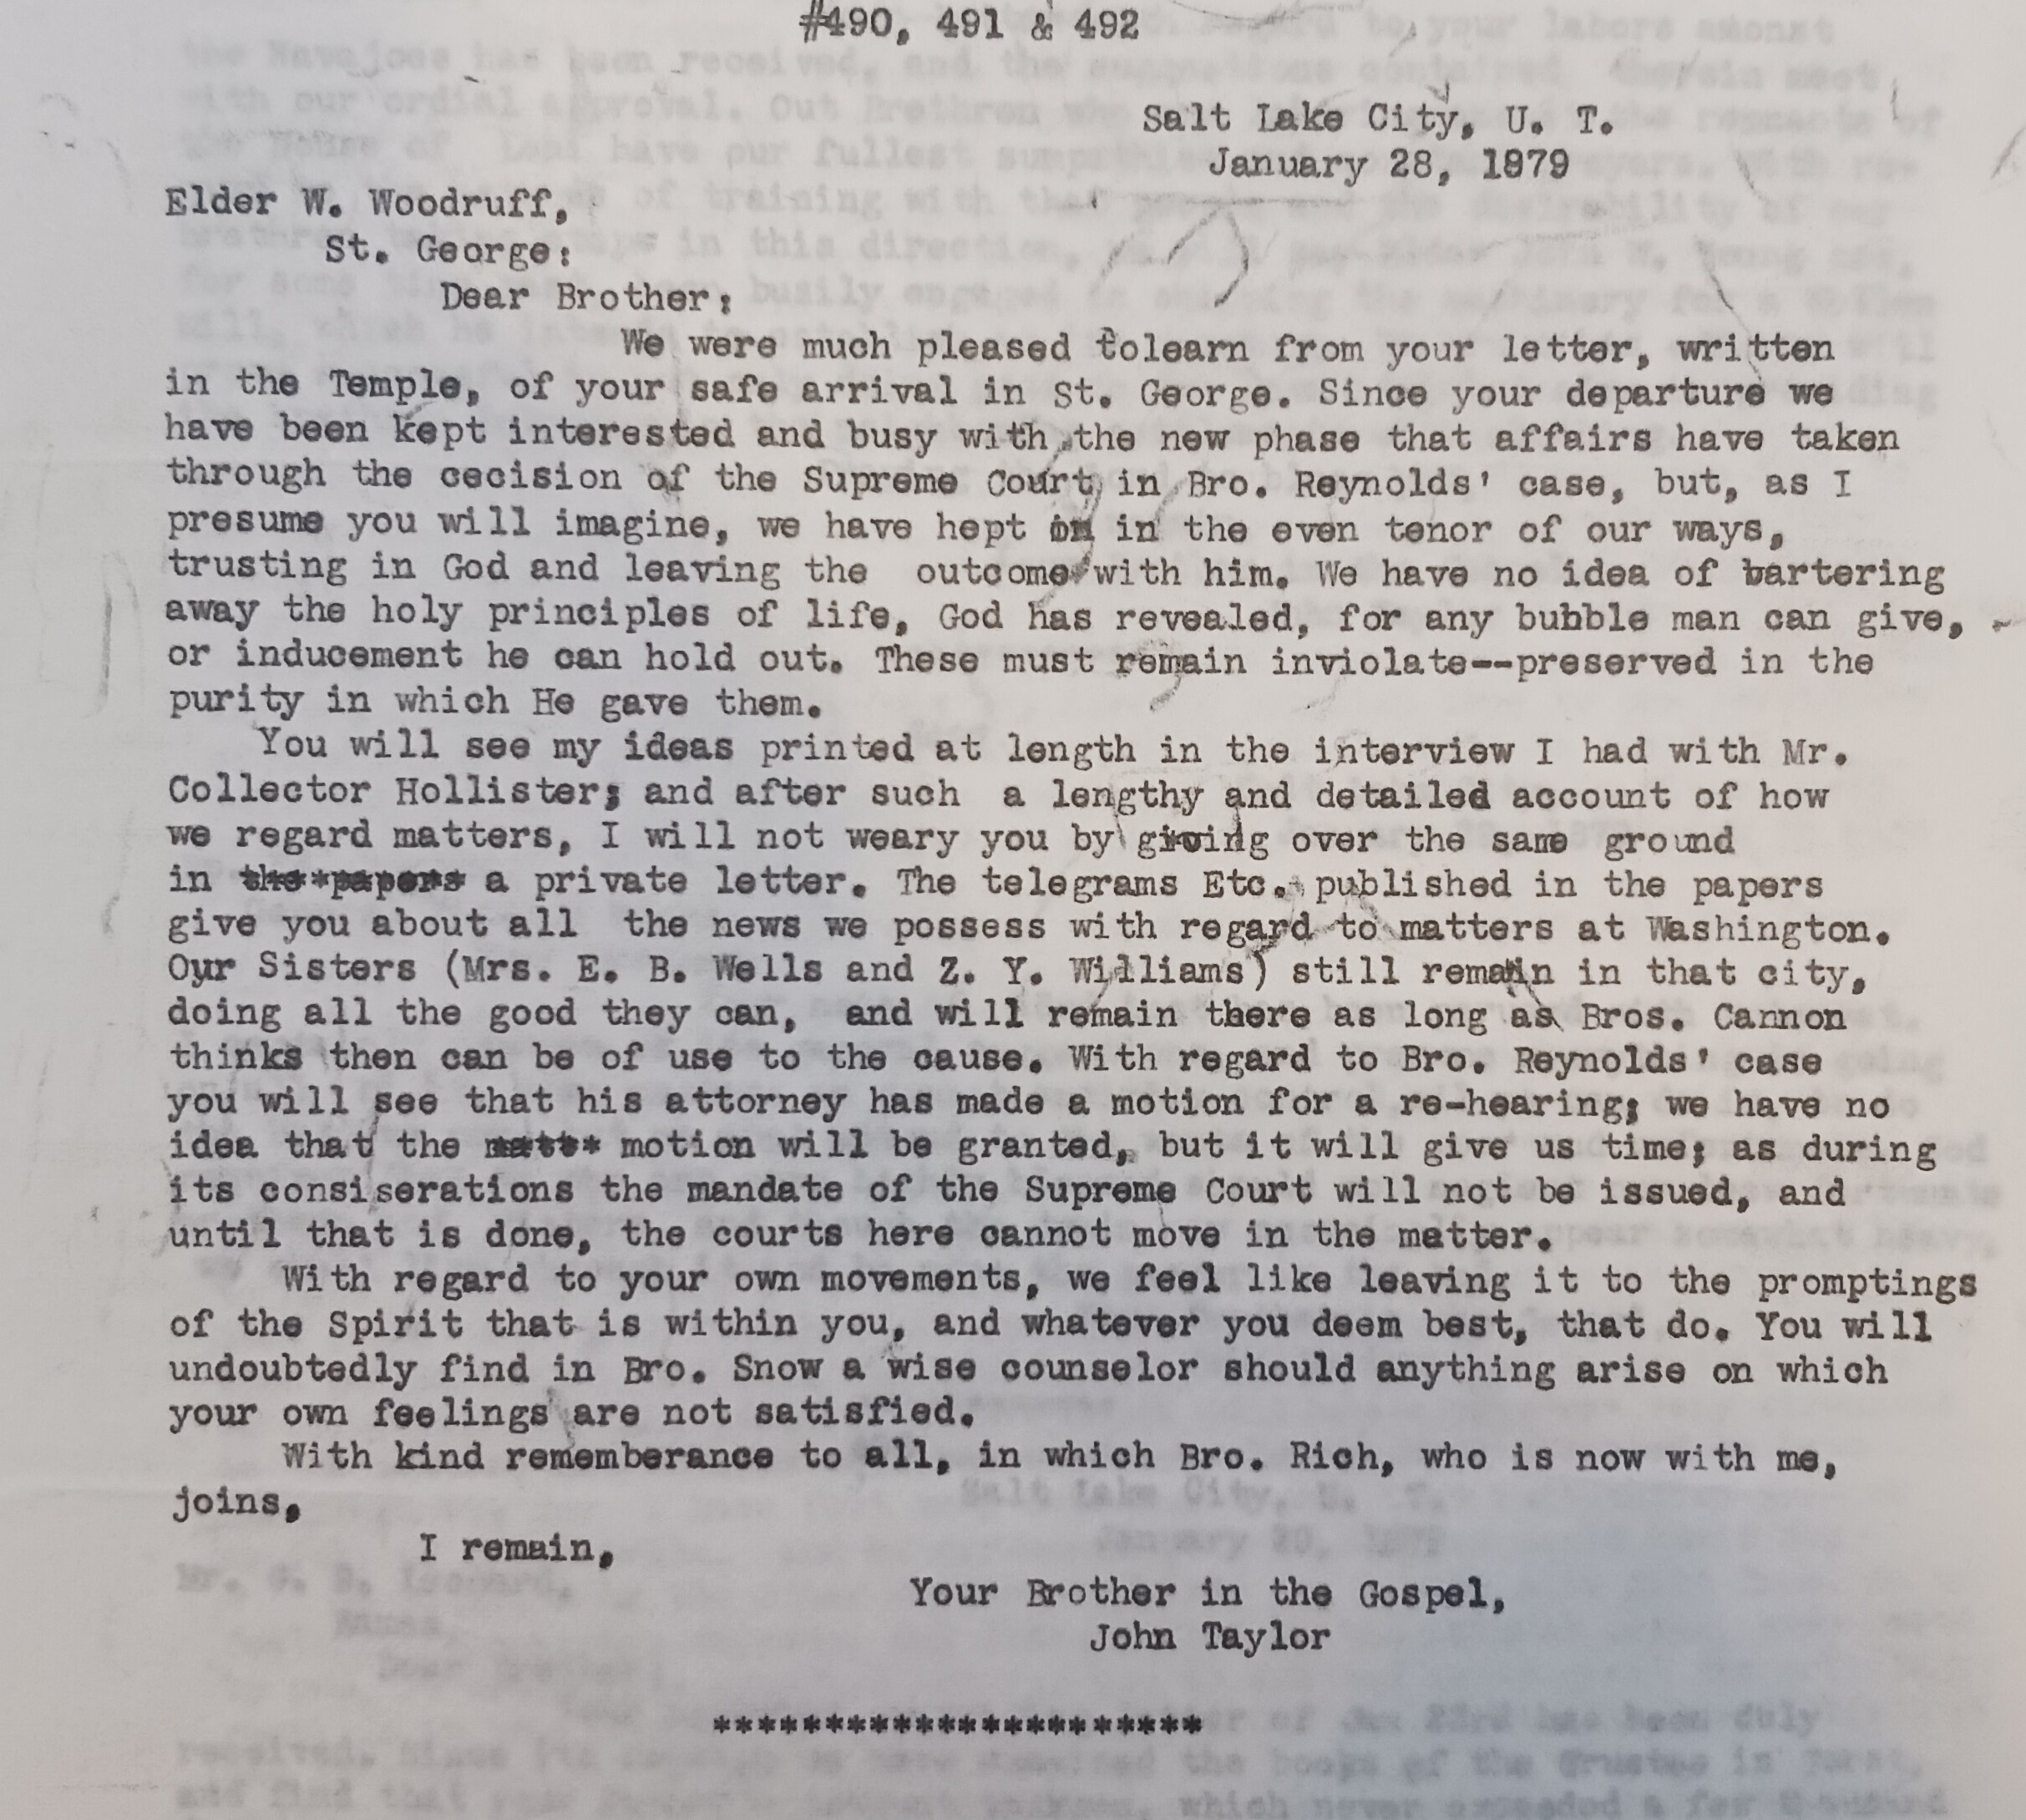 #490, 491 & 492
Salt Lake City, U. T.
January 28, 1879
Elder W. Woodruff,
St. George:
Dear Brother:
We were much pleased tolearn from your letter, written
in the Temple, of your safe arrival in St. George. Since your departure we
have been kept interested and busy with the new phase that affairs have taken
through the cecision of the Supreme Court in Bro. Reynolds' case, but, as I
presume you will imagine, we have hept on in the even tenor of our ways,
trusting in God and leaving the outcome with him. We have no idea of bartering
away the holy principles of life, God has revealed, for any bubble man can give,
or inducement he can hold out. These must remain inviolate--preserved in the
purity in which He gave them.
You will see my ideas printed at length in the interview I had with Mr.
Collector Hollister; and after such a lengthy and detailed account of how
we regard matters, I will not weary you by going over the same ground
in the papers a private letter. The telegrams Etc. published in the papers
give you about all the news we possess with regard to matters at Washington.
Our Sisters (Mrs. E. B. Wells and Z. Y. Williams) still remain in that city,
doing all the good they can, and will remain there as long as Bros. Cannon
thinks then can be of use to the cause. With regard to Bro. Reynolds' case
you will see that his attorney has made a motion for a re-hearing; we have no
idea that the motion will be granted, but it will give us time; as during
its consiserations the mandate of the Supreme Court will not be issued, and
until that is done, the courts here cannot move in the matter.
With regard to your own movements, we feel like leaving it to the promptings
of the Spirit that is within you, and whatever you deem best, that do. You will
undoubtedly find in Bro. Snow a wise counselor should anything arise on which
your own feelings are not satisfied.
With kind rememberance to all, in which Bro. Rich, who is now with me,
joins,
I remain,
Your Brother in the Gospel,
John Taylor
**********************